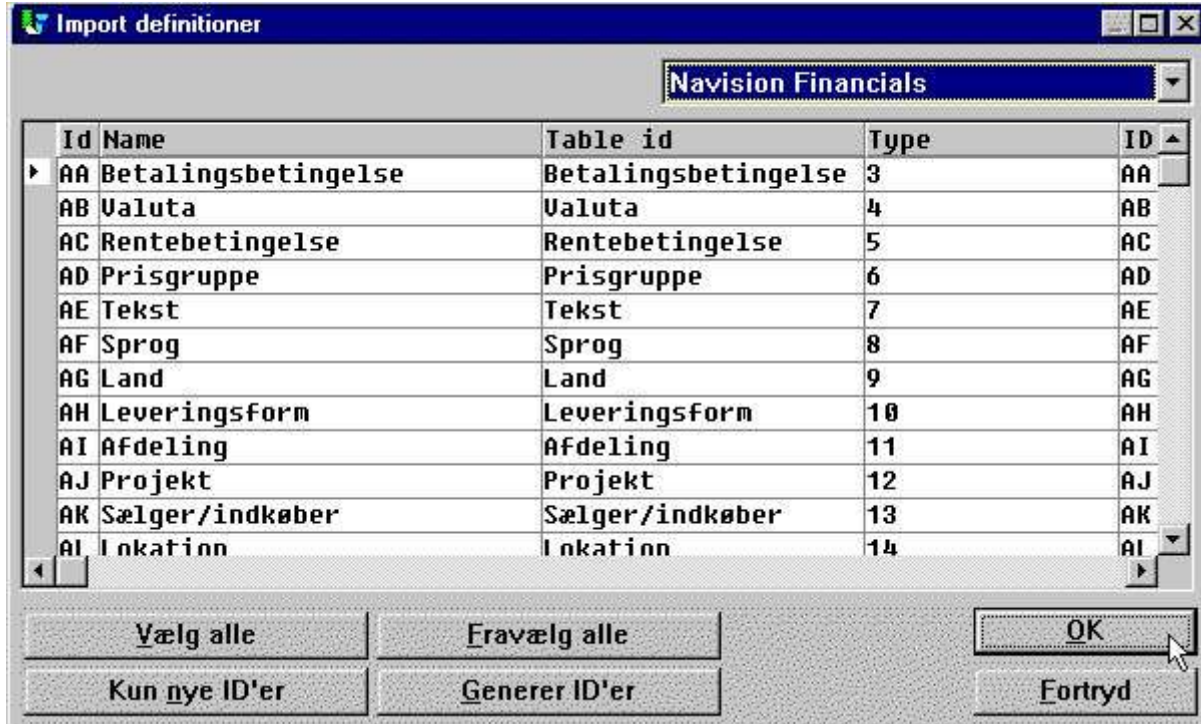 Import definitioner
Navision Financials
Id Name Table id Type ID
AA Betalingsbetingelse Betalingsbetingelse 3 AA
AB Valuta Valuta 4 AB
AC Rentebetingelse Rentebetingelse 5 AC
AD Prisgruppe Prisgruppe 6 AD
AE Tekst Tekst 7 AE
AF Sprog Sprog 8 AF
AG Land Land 9 AG
AH Leveringsform Leveringsform 10 AH
AI Afdeling Afdeling 11 AI
AJ Projekt Projekt 12 AJ
AK Sælger/indkøber Sælger/indkøber 13 AK
AL Lokation Lokation 14 AL
Vælg alle Fravælg alle OK
Kun nye ID'er Generer ID'er Fortryd